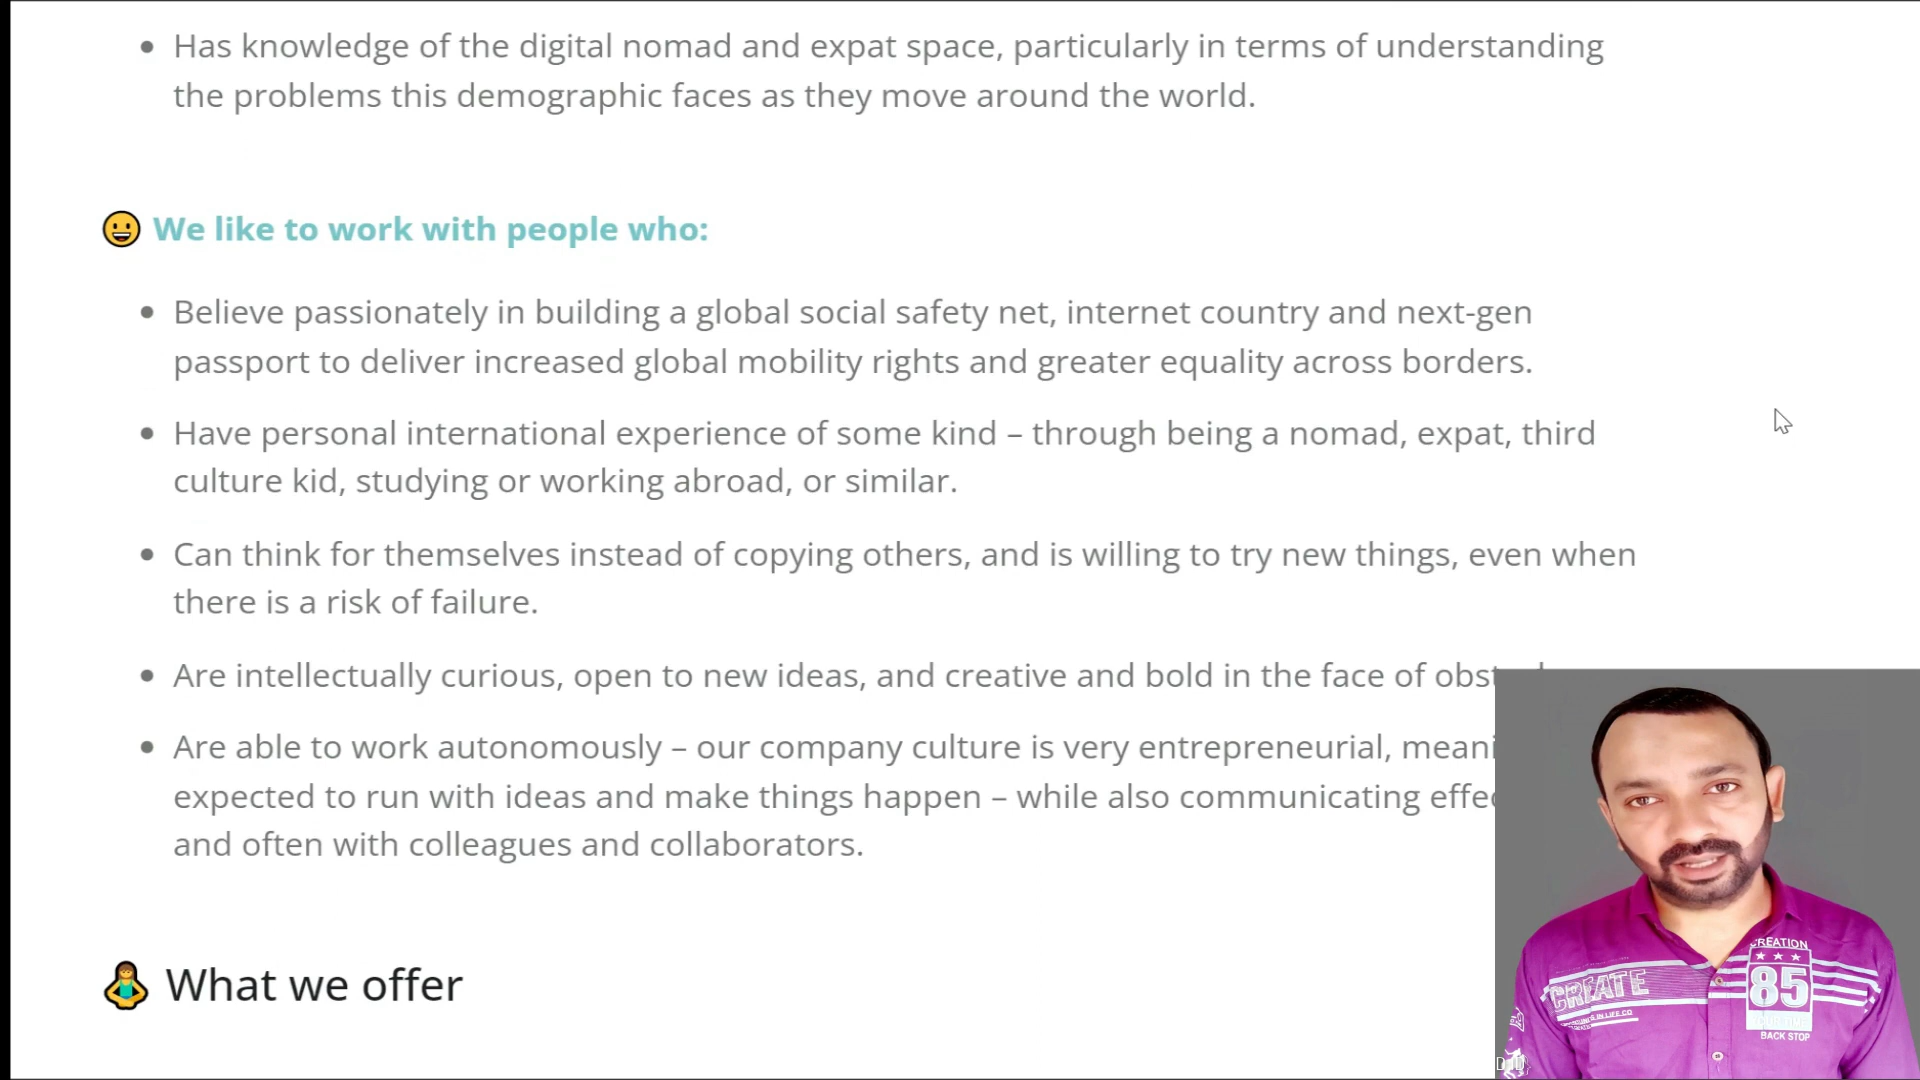 Has knowledge of the digital nomad and expat space, particularly in terms of understanding
the problems this demographic faces as they move around the world.
We like to work with people who:
Believe passionately in building a global social safety net, internet country and next-gen
passport to deliver increased global mobility rights and greater equality across borders.
Have personal international experience of some kind – through being a nomad, expat, third
culture kid, studying or working abroad, or similar.
Can think for themselves instead of copying others, and is willing to try new things, even when
there is a risk of failure.
Are intellectually curious, open to new ideas, and creative and bold in the face of
Are able to work autonomously – our company culture is very entrepreneurial,
expected to run with ideas and make things happen – while also communicating
and often with colleagues and collaborators.
What we offer
CREATION
85
CREATE
BACK STOP